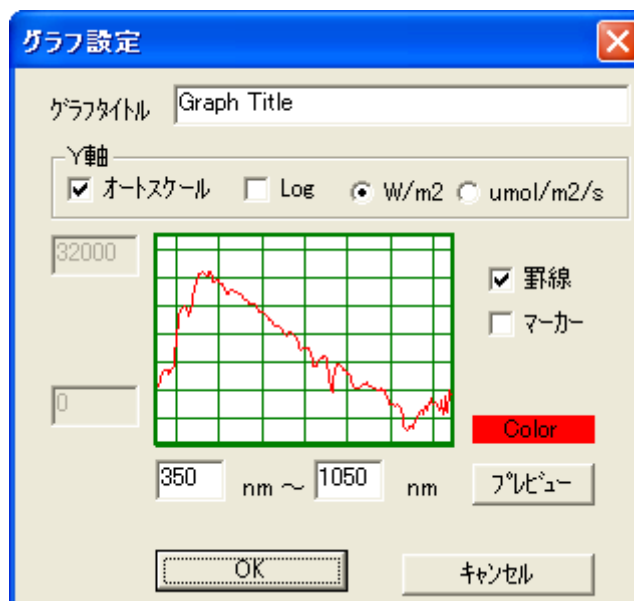 グラフ設定
グラフタイトル Graph Title
Y軸
オートスケール Log W/m2 umol/m2/s
32000
罫線
マーカー
0
Color
350 nm ～ 1050 nm プレビュー
OK キャンセル